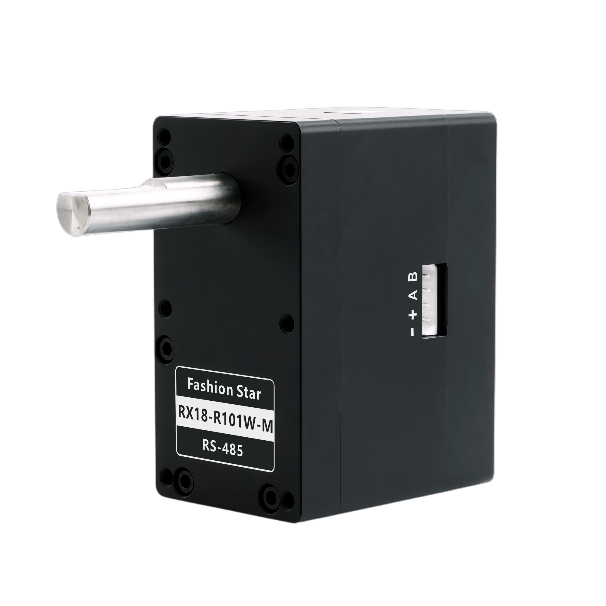 Fashion Star
RX18-R101W-M
RS-485
- + A B